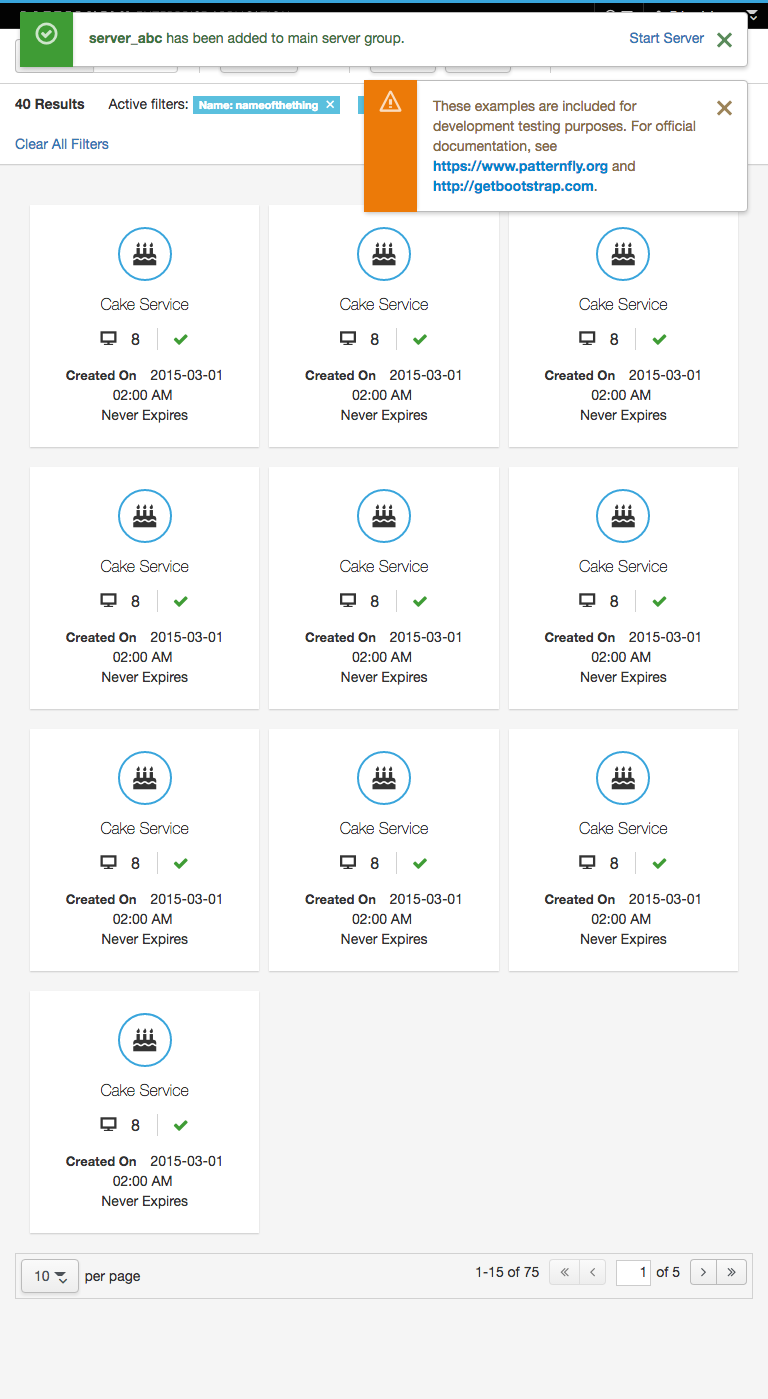 server_abc has been added to main server group.
Start Server
40 Results
Active filters:
Name: nameofthething
These examples are included for
development testing purposes. For official
documentation, see
https://www.patternfly.org and
http://getbootstrap.com.
Clear All Filters
Cake Service
8
Created On 2015-03-01
02:00 AM
Never Expires
Cake Service
8
Created On 2015-03-01
02:00 AM
Never Expires
Cake Service
8
Created On 2015-03-01
02:00 AM
Never Expires
Cake Service
8
Created On 2015-03-01
02:00 AM
Never Expires
Cake Service
8
Created On 2015-03-01
02:00 AM
Never Expires
Cake Service
8
Created On 2015-03-01
02:00 AM
Never Expires
Cake Service
8
Created On 2015-03-01
02:00 AM
Never Expires
Cake Service
8
Created On 2015-03-01
02:00 AM
Never Expires
Cake Service
8
Created On 2015-03-01
02:00 AM
Never Expires
Cake Service
8
Created On 2015-03-01
02:00 AM
Never Expires
10
per page
1-15 of 75
1 of 5